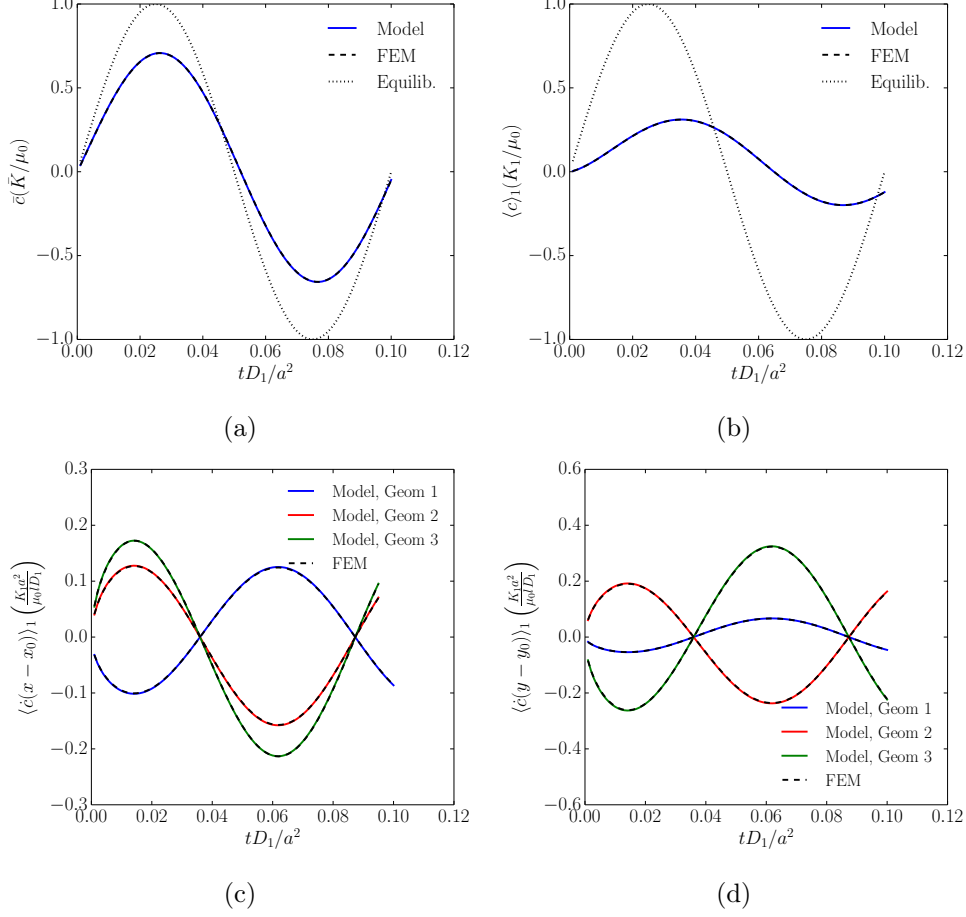 1.0
0.5
0.0
−0.5
−1.0
0.00 0.02 0.04 0.06 0.08 0.10 0.12
c̄(K̄/μ₀)
tD₁/a²
Model
FEM
Equilib.
(a)
1.0
0.5
0.0
−0.5
−1.0
0.00 0.02 0.04 0.06 0.08 0.10 0.12
⟨c⟩₁(K₁/μ₀)
tD₁/a²
Model
FEM
Equilib.
(b)
0.3
0.2
0.1
0.0
−0.1
−0.2
−0.3
0.00 0.02 0.04 0.06 0.08 0.10 0.12
⟨ċ(x − x₀)⟩₁ (K₁a²/μ₀lD₁)
tD₁/a²
Model, Geom 1
Model, Geom 2
Model, Geom 3
FEM
(c)
0.6
0.4
0.2
0.0
−0.2
−0.4
−0.6
0.00 0.02 0.04 0.06 0.08 0.10 0.12
⟨ċ(y − y₀)⟩₁ (K₁a²/μ₀lD₁)
tD₁/a²
Model, Geom 1
Model, Geom 2
Model, Geom 3
FEM
(d)